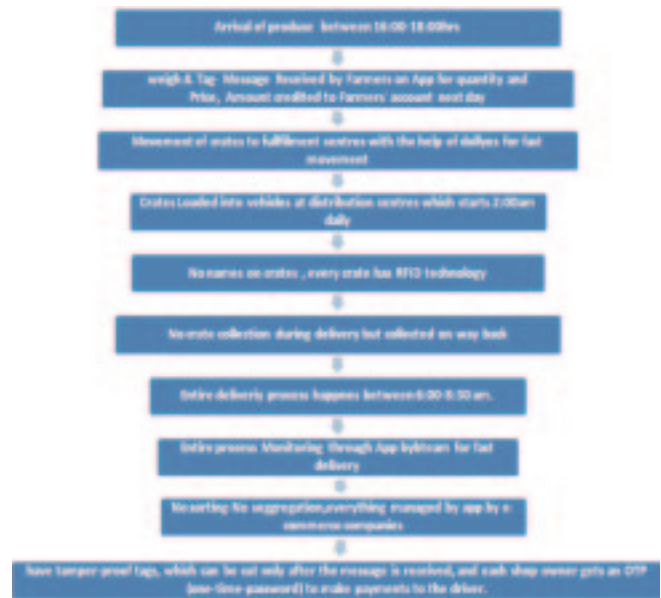 Arrival of produce between 16:00-18:00hrs
weigh & Tag- Message Received by Farmers on App for quantity and
Price, Amount credited to Farmers' account next day
Movement of crates to fullfillment centres with the help of dollyes for fast
movement
Crates Loaded into vehicles at distribution centres which starts 2:00am
daily
No names on crates , every crate has RFID technology
No crate collection during delivery but collected on way back
Entire delivery process happens between 6:00-8:30 am.
Entire process Monitoring through App by team for fast
delivery
No sorting No seggregation,everything managed by app by e-
commerce companies
have tamper-proof tags, which can be cut only after the message is received, and each shop owner gets an OTP
(one-time-password) to make payments to the driver.